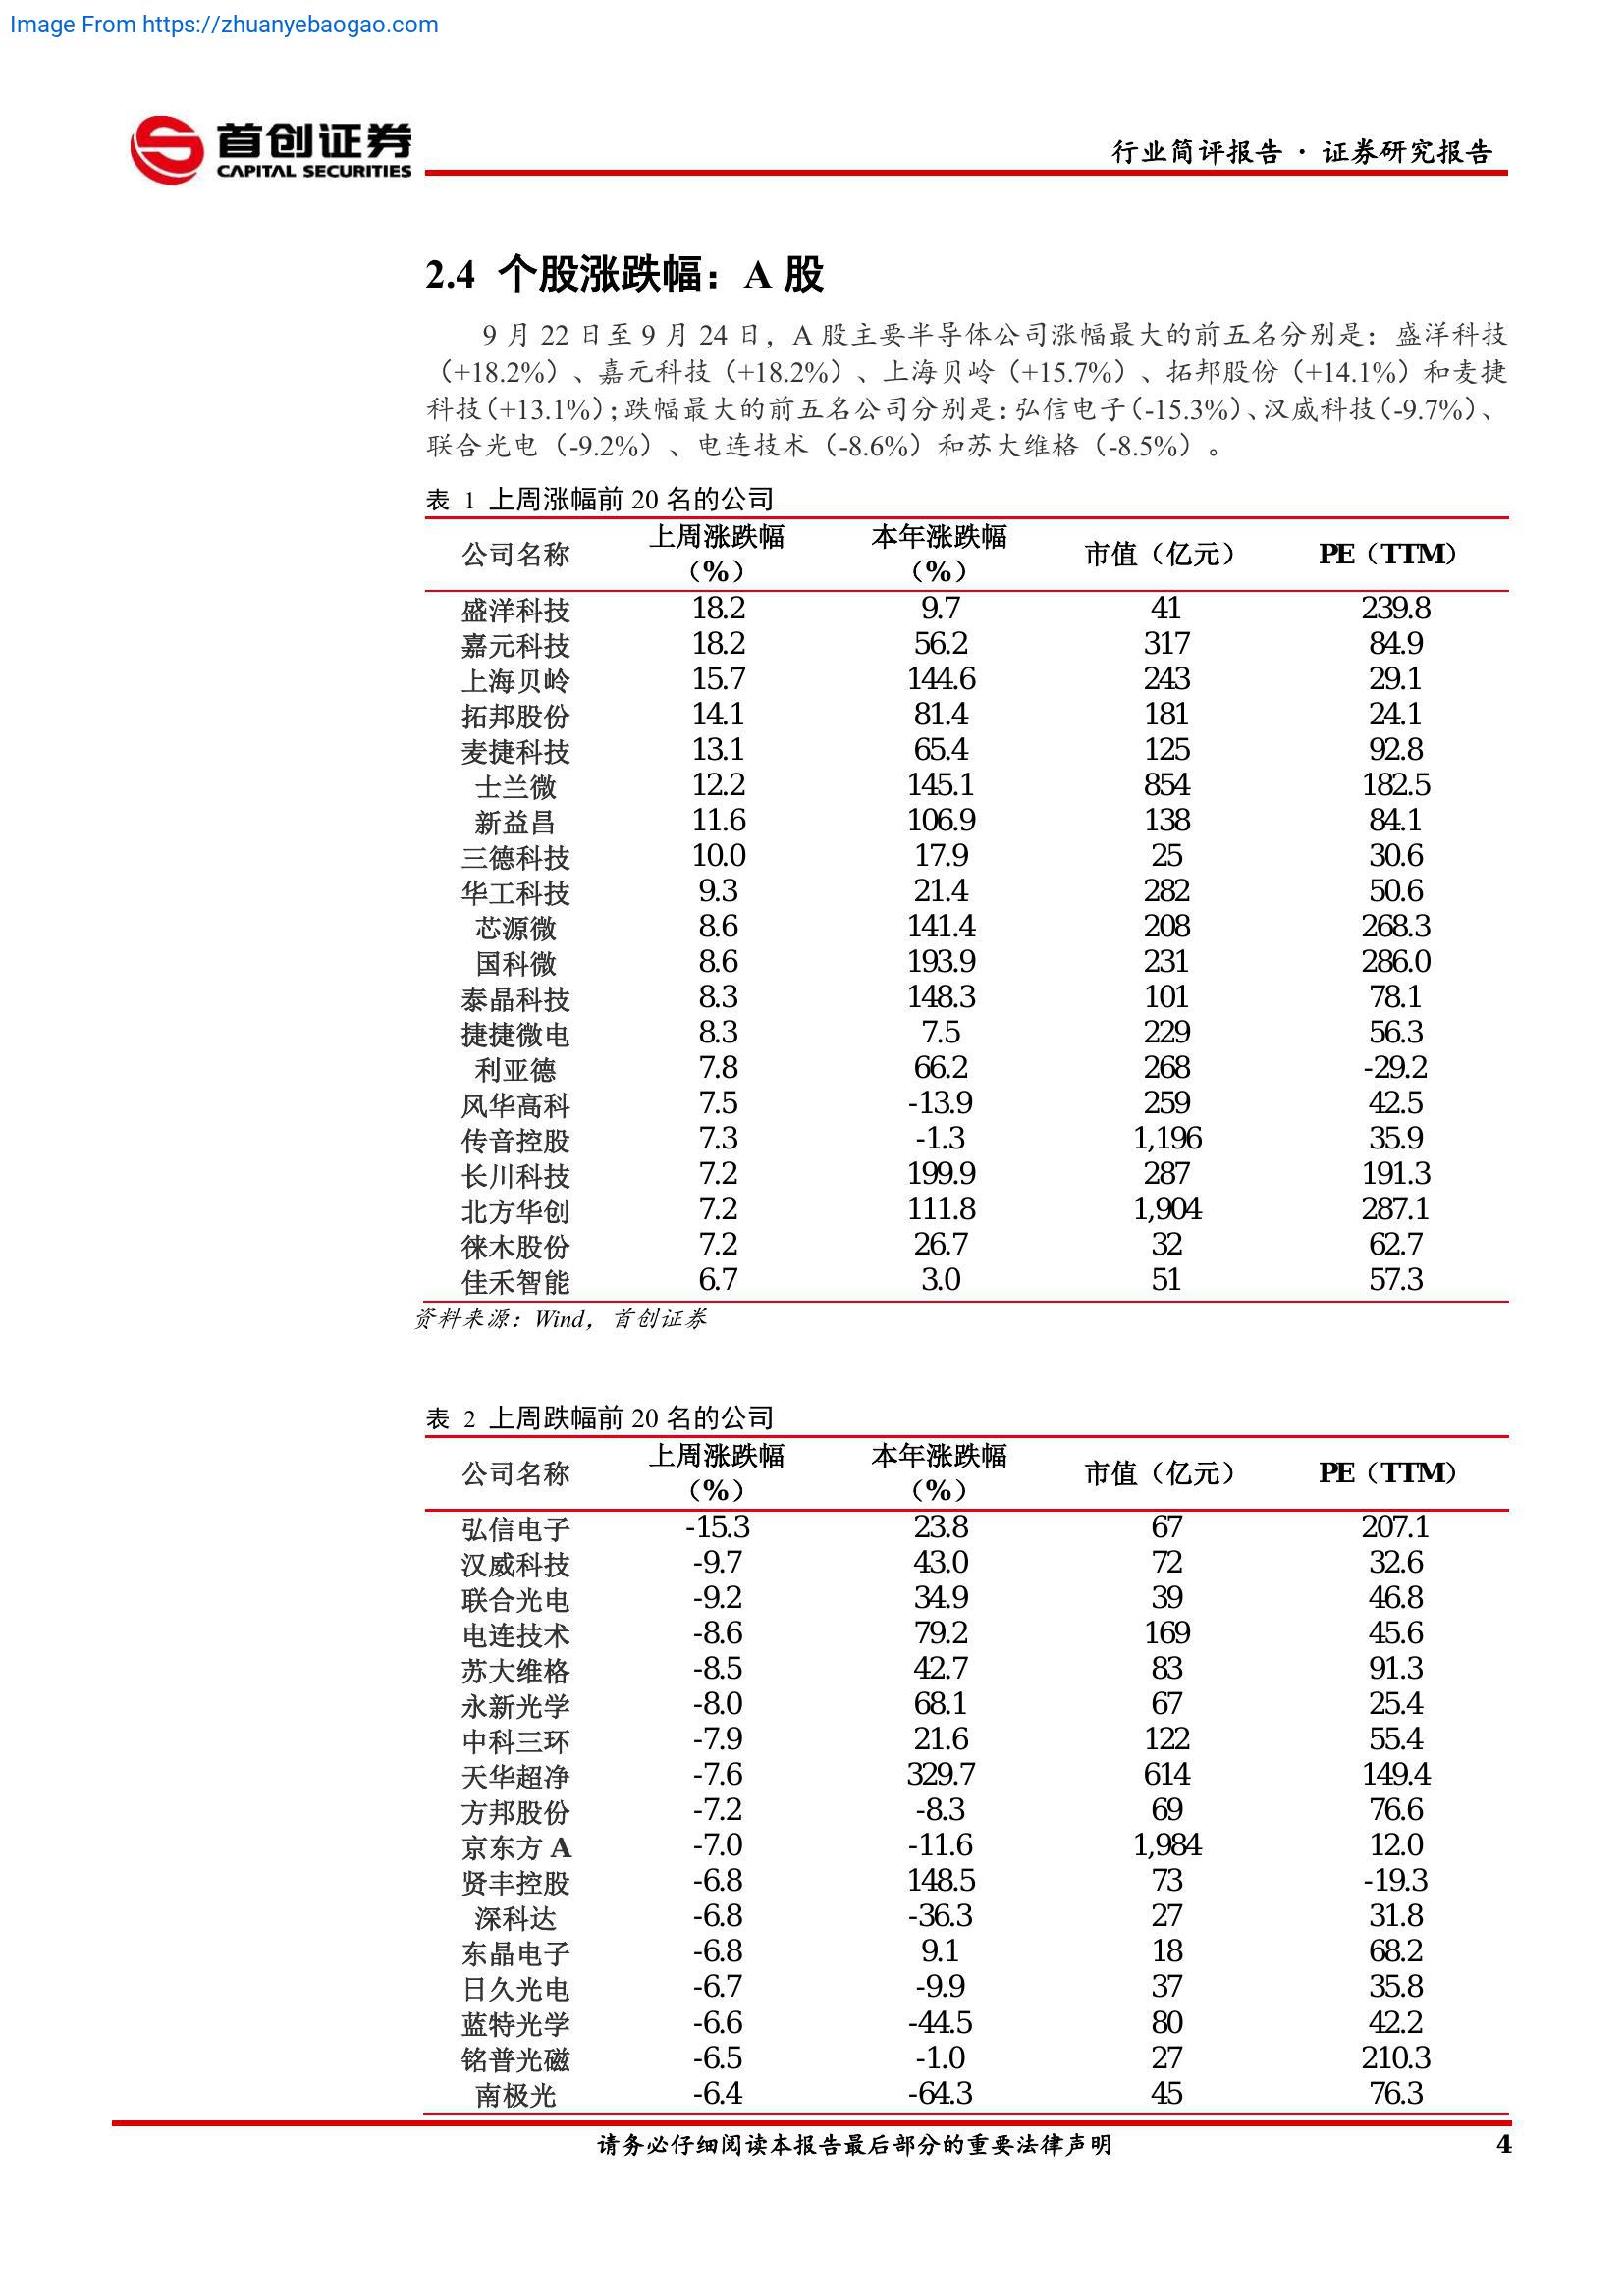 Image From https://zhuanyebaogao.com
首创证券
CAPITAL SECURITIES
行业简评报告 · 证券研究报告
2.4 个股涨跌幅：A 股
9 月 22 日至 9 月 24 日，A 股主要半导体公司涨幅最大的前五名分别是：盛洋科技
（+18.2%）、嘉元科技（+18.2%）、上海贝岭（+15.7%）、拓邦股份（+14.1%）和麦捷
科技（+13.1%）；跌幅最大的前五名公司分别是：弘信电子（-15.3%）、汉威科技（-9.7%）、
联合光电（-9.2%）、电连技术（-8.6%）和苏大维格（-8.5%）。
表 1 上周涨幅前 20 名的公司
公司名称 上周涨跌幅（%） 本年涨跌幅（%） 市值（亿元） PE（TTM）
盛洋科技 18.2 9.7 41 239.8
嘉元科技 18.2 56.2 317 84.9
上海贝岭 15.7 144.6 243 29.1
拓邦股份 14.1 81.4 181 24.1
麦捷科技 13.1 65.4 125 92.8
士兰微 12.2 145.1 854 182.5
新益昌 11.6 106.9 138 84.1
三德科技 10.0 17.9 25 30.6
华工科技 9.3 21.4 282 50.6
芯源微 8.6 141.4 208 268.3
国科微 8.6 193.9 231 286.0
泰晶科技 8.3 148.3 101 78.1
捷捷微电 8.3 7.5 229 56.3
利亚德 7.8 66.2 268 -29.2
风华高科 7.5 -13.9 259 42.5
传音控股 7.3 -1.3 1,196 35.9
长川科技 7.2 199.9 287 191.3
北方华创 7.2 111.8 1,904 287.1
徕木股份 7.2 26.7 32 62.7
佳禾智能 6.7 3.0 51 57.3
资料来源：Wind，首创证券
表 2 上周跌幅前 20 名的公司
公司名称 上周涨跌幅（%） 本年涨跌幅（%） 市值（亿元） PE（TTM）
弘信电子 -15.3 23.8 67 207.1
汉威科技 -9.7 43.0 72 32.6
联合光电 -9.2 34.9 39 46.8
电连技术 -8.6 79.2 169 45.6
苏大维格 -8.5 42.7 83 91.3
永新光学 -8.0 68.1 67 25.4
中科三环 -7.9 21.6 122 55.4
天华超净 -7.6 329.7 614 149.4
方邦股份 -7.2 -8.3 69 76.6
京东方 A -7.0 -11.6 1,984 12.0
贤丰控股 -6.8 148.5 73 -19.3
深科达 -6.8 -36.3 27 31.8
东晶电子 -6.8 9.1 18 68.2
日久光电 -6.7 -9.9 37 35.8
蓝特光学 -6.6 -44.5 80 42.2
铭普光磁 -6.5 -1.0 27 210.3
南极光 -6.4 -64.3 45 76.3
请务必仔细阅读本报告最后部分的重要法律声明 4